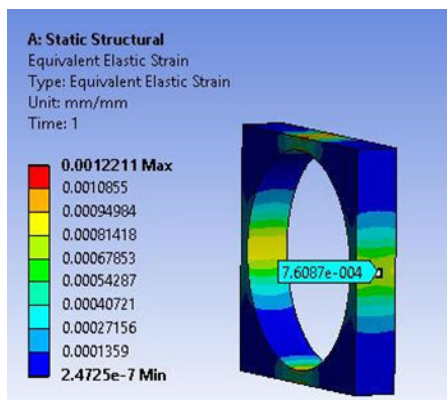 A: Static Structural
Equivalent Elastic Strain
Type: Equivalent Elastic Strain
Unit: mm/mm
Time: 1
0.0012211 Max
0.0010855
0.00094984
0.00081418
0.00067853
0.00054287
0.00040721
0.00027156
0.0001359
2.4725e-7 Min
7.6087e-004